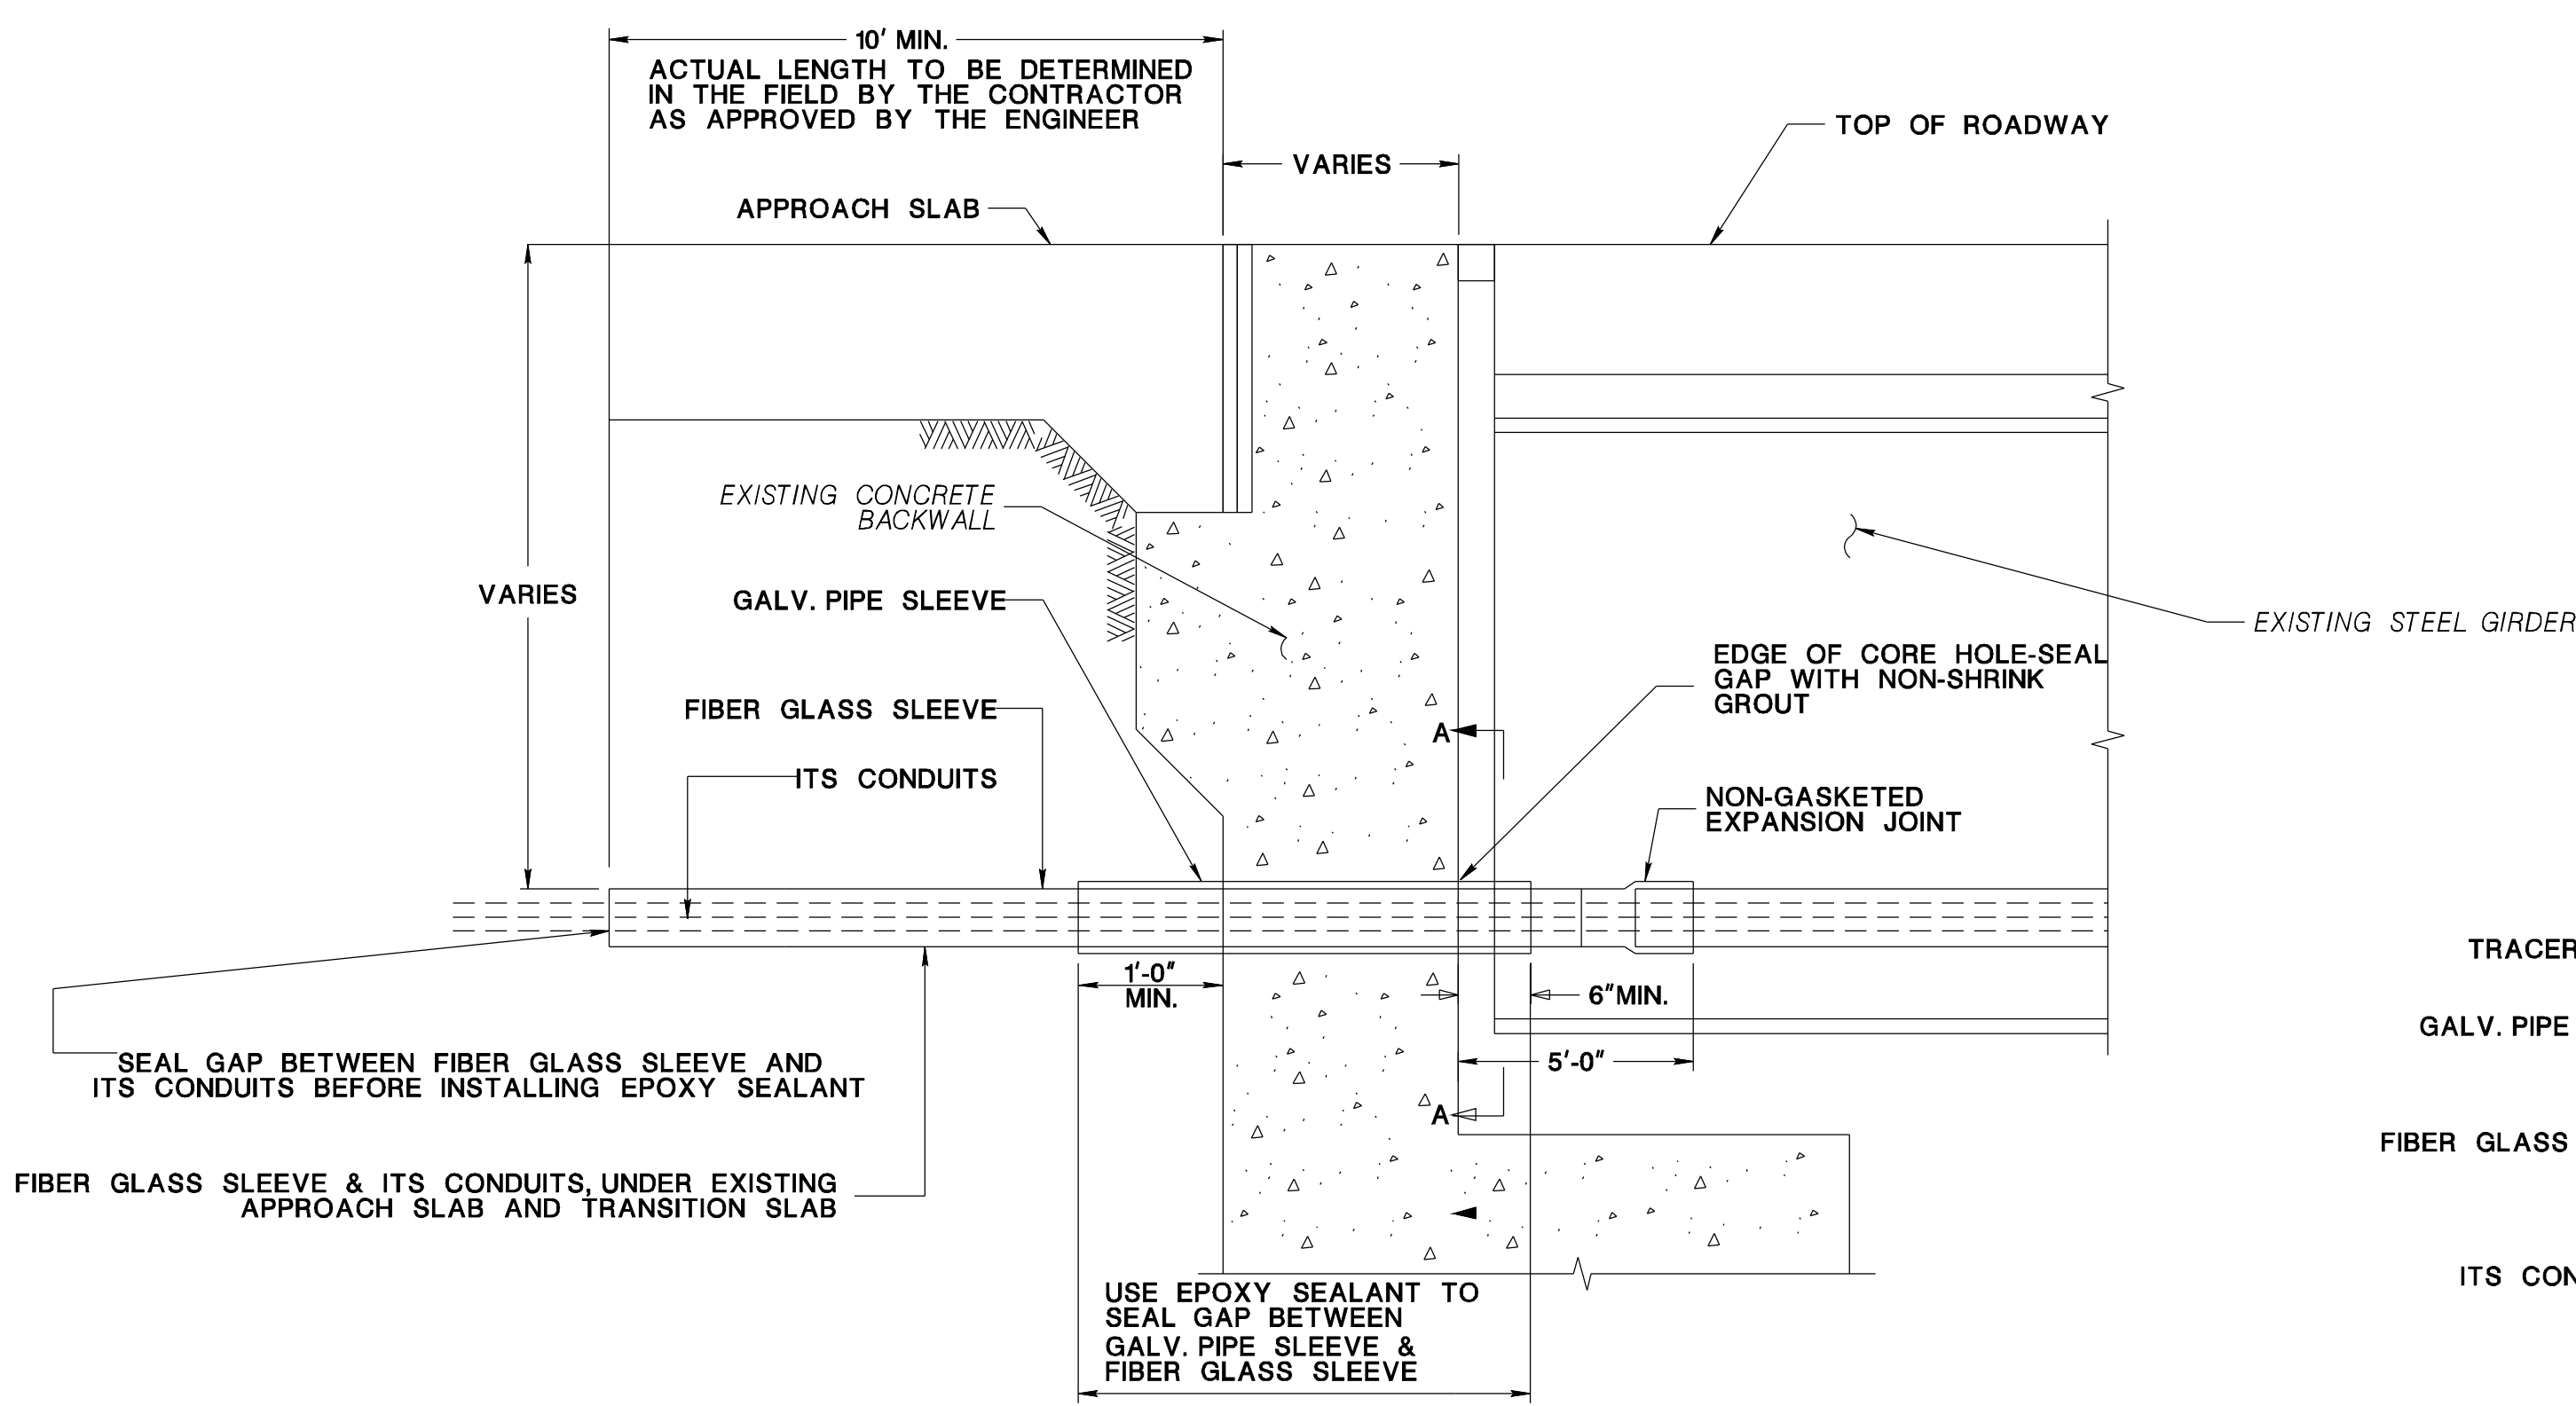 10' MIN.
ACTUAL LENGTH TO BE DETERMINED
IN THE FIELD BY THE CONTRACTOR
AS APPROVED BY THE ENGINEER
TOP OF ROADWAY
VARIES
APPROACH SLAB
EXISTING CONCRETE
BACKWALL
VARIES
GALV. PIPE SLEEVE
EXISTING STEEL GIRDER
EDGE OF CORE HOLE-SEAL
GAP WITH NON-SHRINK
GROUT
FIBER GLASS SLEEVE
A
ITS CONDUITS
NON-GASKETED
EXPANSION JOINT
TRACER
1'-0"
MIN.
6"MIN.
GALV. PIPE
SEAL GAP BETWEEN FIBER GLASS SLEEVE AND
ITS CONDUITS BEFORE INSTALLING EPOXY SEALANT
5'-0"
A
FIBER GLASS
FIBER GLASS SLEEVE & ITS CONDUITS, UNDER EXISTING
APPROACH SLAB AND TRANSITION SLAB
ITS CON
USE EPOXY SEALANT TO
SEAL GAP BETWEEN
GALV. PIPE SLEEVE &
FIBER GLASS SLEEVE